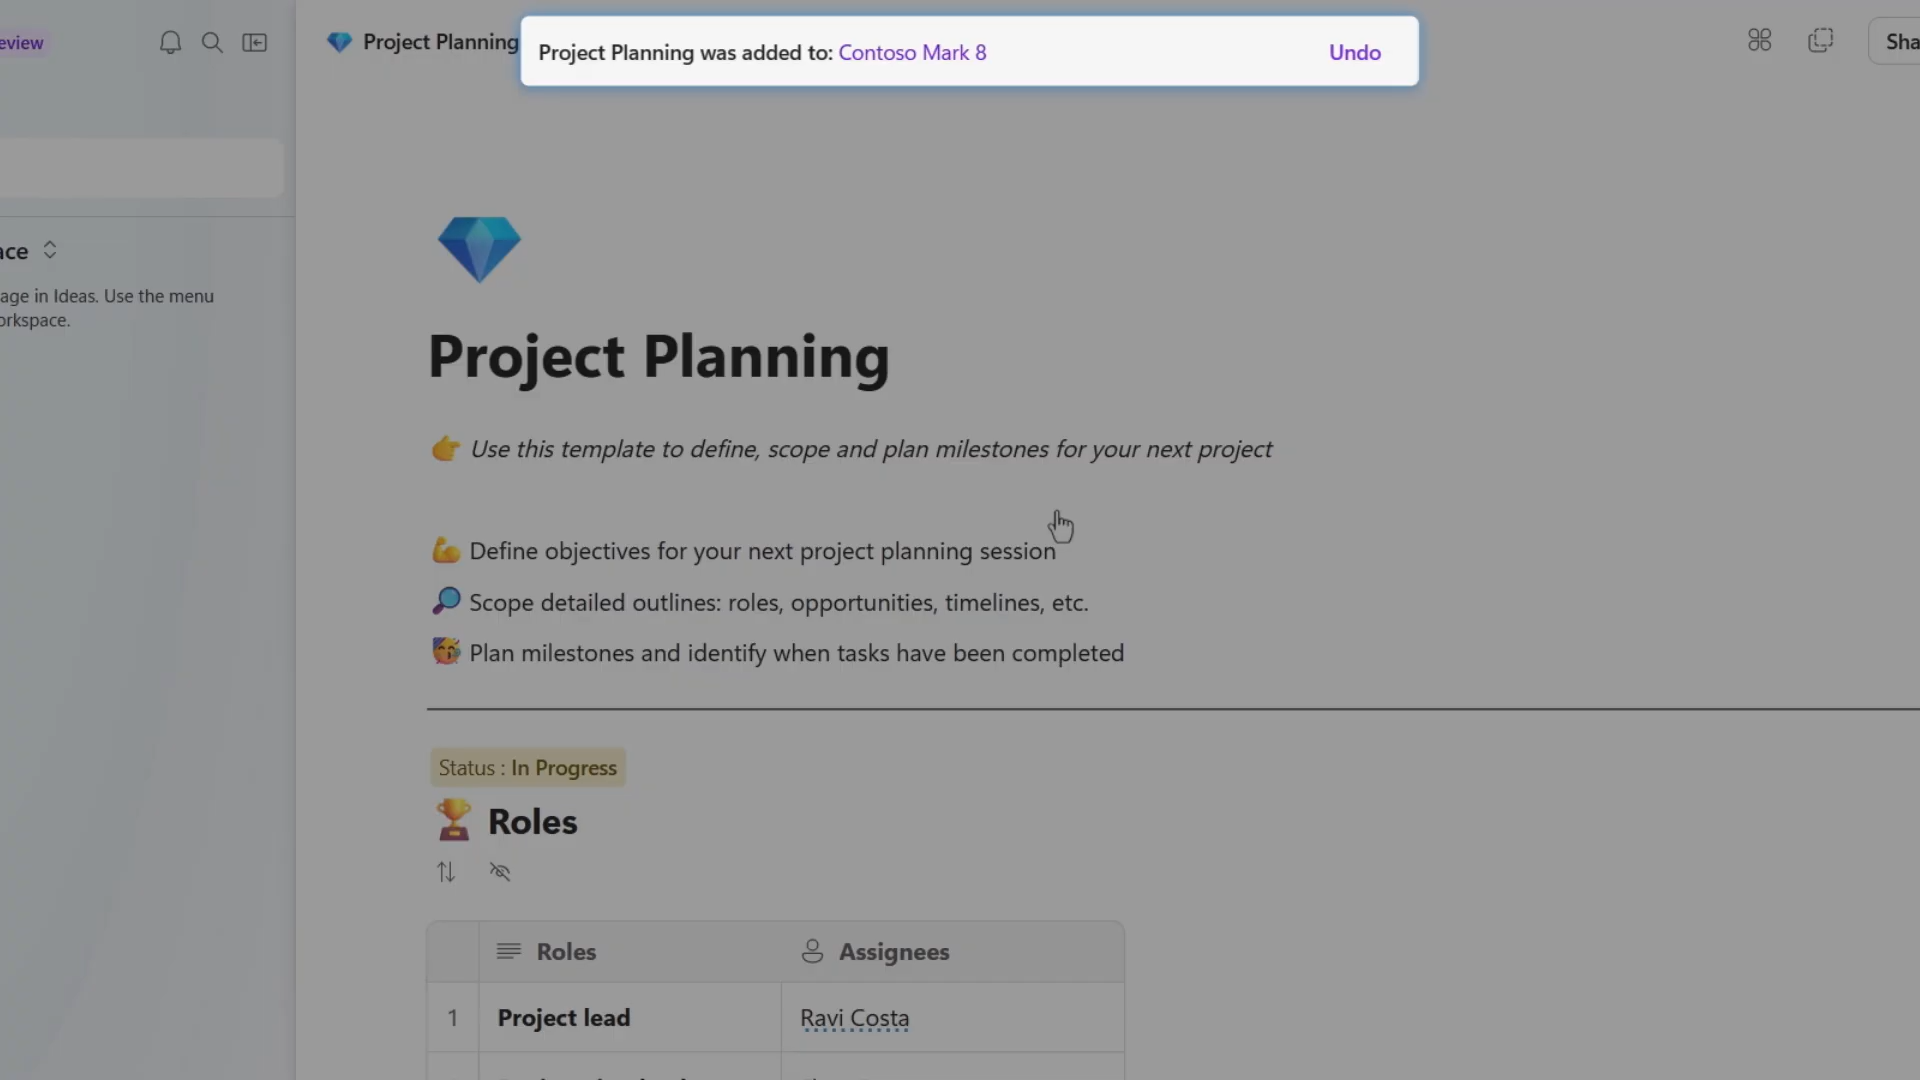 eview
Project Planning
Project Planning was added to: Contoso Mark 8
Undo
Sha
ace
age in Ideas. Use the menu
orkspace.
Project Planning
Use this template to define, scope and plan milestones for your next project
Define objectives for your next project planning session
Scope detailed outlines: roles, opportunities, timelines, etc.
Plan milestones and identify when tasks have been completed
Status : In Progress
Roles
Roles
Assignees
1
Project lead
Ravi Costa